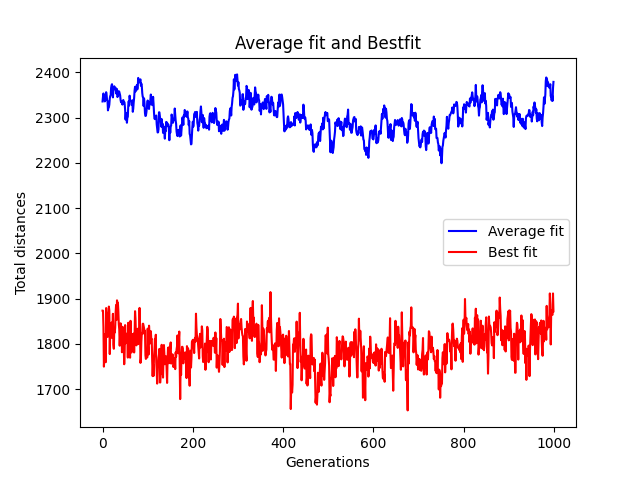 Average fit and Bestfit
2400
2300
2200
2100
2000
1900
1800
1700
Total distances
Average fit
Best fit
0
200
400
600
800
1000
Generations